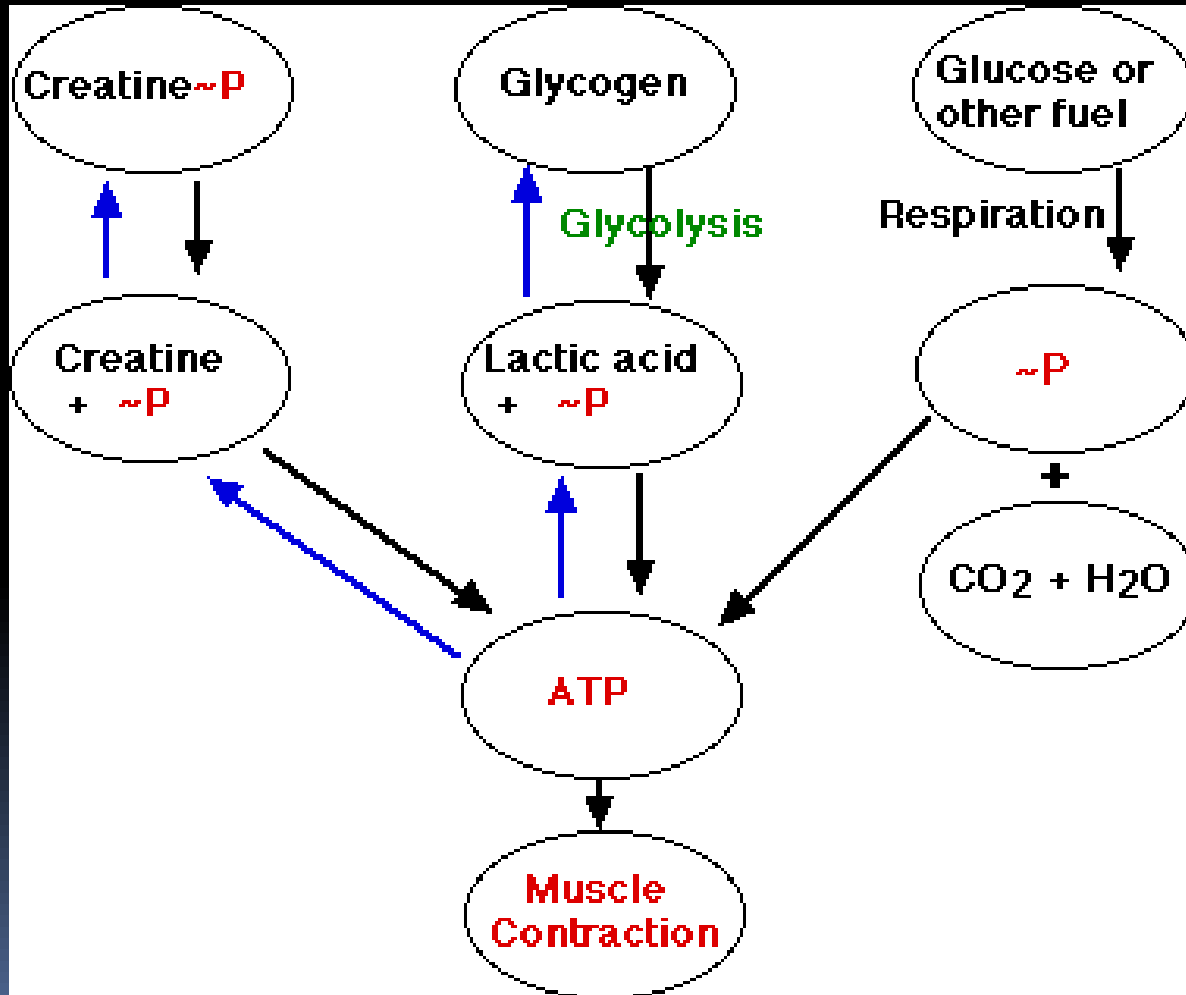 Creatine~P
Glycogen
Glucose or
other fuel
Glycolysis
Respiration
Creatine
+ ~P
Lactic acid
+ ~P
~P
+
CO2 + H2O
ATP
Muscle
Contraction